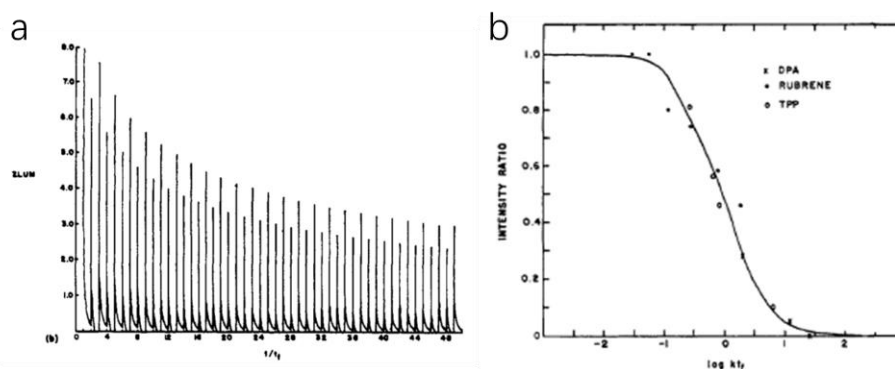 a
8.0
7.0
6.0
5.0
4.0
3.0
2.0
1.0
ZLUM
0 4 8 12 16 20 24 28 32 36 40 44 48
(b)
t/tf
b
1.0
0.8
0.6
0.4
0.2
0
INTENSITY RATIO
x DPA
• RUBRENE
o TPP
-2 -1 0 1 2
log ktf